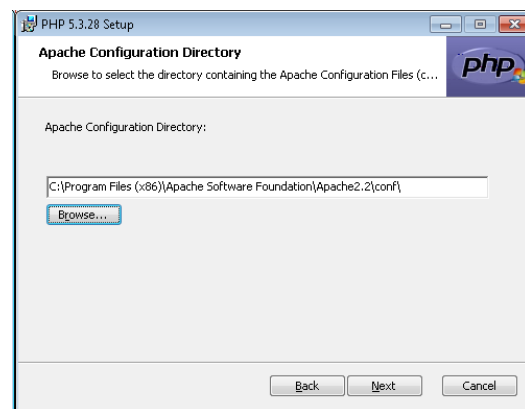 PHP 5.3.28 Setup
Apache Configuration Directory
Browse to select the directory containing the Apache Configuration Files (c...
php
Apache Configuration Directory:
C:\Program Files (x86)\Apache Software Foundation\Apache2.2\conf\
Browse...
Back
Next
Cancel